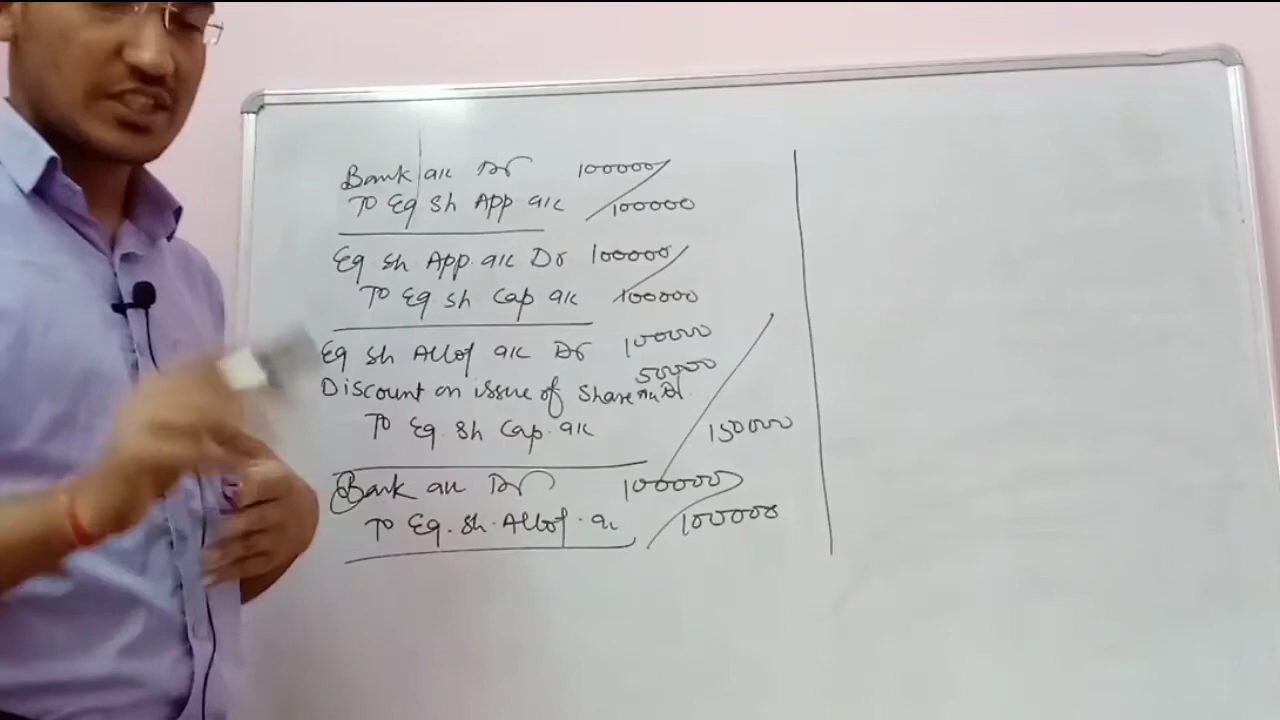 Bank a/c Dr 100000
To Eq Sh App a/c 100000
Eq Sh App. a/c Dr 100000
To Eq Sh Cap a/c 100000
Eq Sh Allot a/c Dr 100000
Discount on issue of Share a/c Dr. 50000
To Eq. Sh Cap. a/c 150000
Bank a/c Dr 100000
To Eq. Sh. Allot. a/c 100000